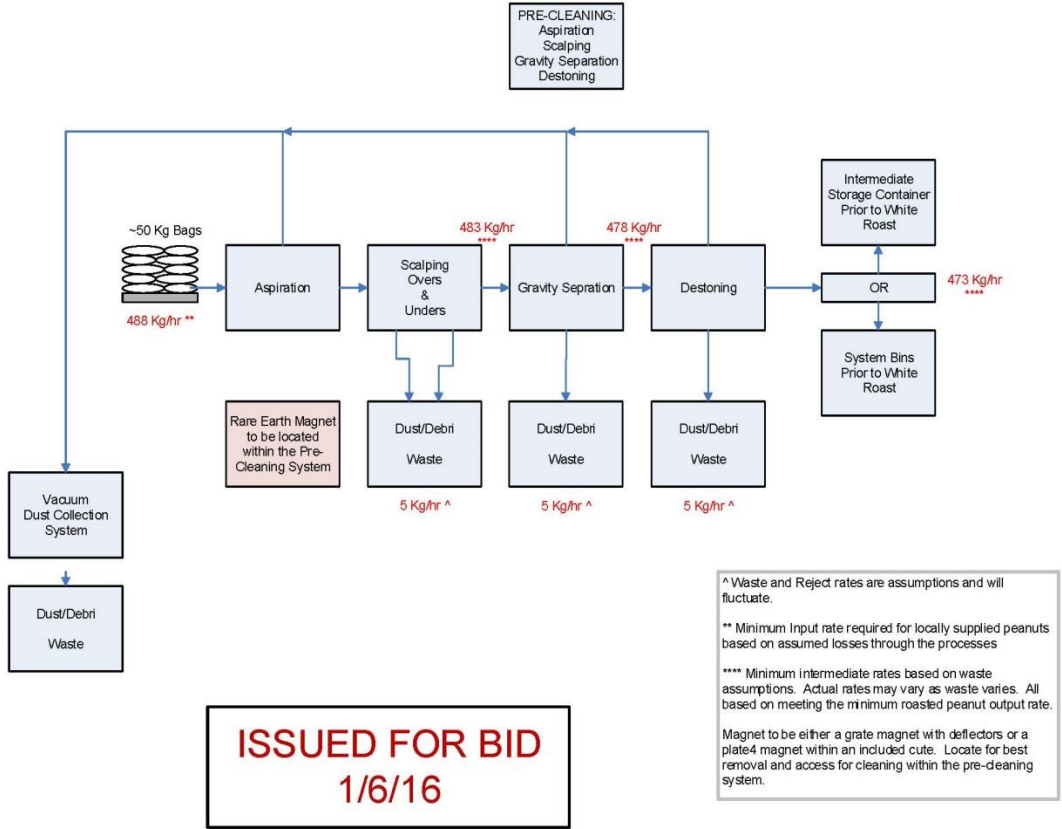 PRE-CLEANING:
Aspiration
Scalping
Gravity Separation
Destoning
~50 Kg Bags
488 Kg/hr **
Aspiration
Scalping
Overs
&
Unders
483 Kg/hr
****
Gravity Sepration
478 Kg/hr
****
Destoning
Intermediate
Storage Container
Prior to White
Roast
OR
473 Kg/hr
****
System Bins
Prior to White
Roast
Rare Earth Magnet
to be located
within the Pre-
Cleaning System
Dust/Debri
Waste
5 Kg/hr ^
Dust/Debri
Waste
5 Kg/hr ^
Dust/Debri
Waste
5 Kg/hr ^
Vacuum
Dust Collection
System
Dust/Debri
Waste
^ Waste and Reject rates are assumptions and will
fluctuate.
** Minimum Input rate required for locally supplied peanuts
based on assumed losses through the processes
**** Minimum intermediate rates based on waste
assumptions. Actual rates may vary as waste varies. All
based on meeting the minimum roasted peanut output rate.
Magnet to be either a grate magnet with deflectors or a
plate4 magnet within an included cute. Locate for best
removal and access for cleaning within the pre-cleaning
system.
ISSUED FOR BID
1/6/16